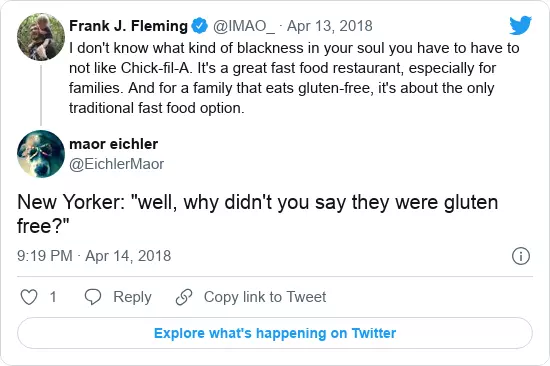 Frank J. Fleming @IMAO_ · Apr 13, 2018
I don't know what kind of blackness in your soul you have to have to
not like Chick-fil-A. It's a great fast food restaurant, especially for
families. And for a family that eats gluten-free, it's about the only
traditional fast food option.
maor eichler
@EichlerMaor
New Yorker: "well, why didn't you say they were gluten
free?"
9:19 PM · Apr 14, 2018
1 Reply Copy link to Tweet
Explore what's happening on Twitter